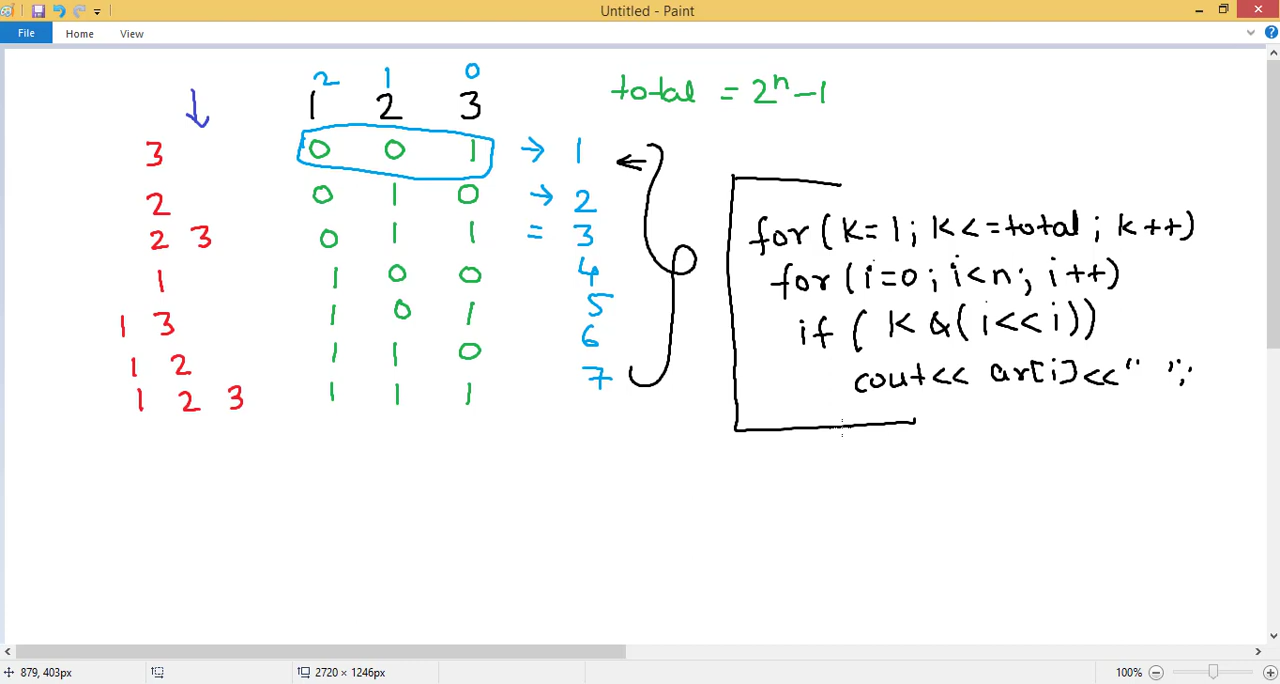 Untitled - Paint
File Home View
2 1 0
1 2 3
total = 2ⁿ-1
3 0 0 1 → 1
2 0 1 0 → 2
2 3 0 1 1 = 3
1 1 0 0 4
1 3 1 0 1 5
1 2 1 1 0 6
1 2 3 1 1 1 7
for(k=1; k<=total; k++)
for(i=0; i<n; i++)
if( k &(i<<i))
cout<< ar[i]<<" ";
879, 403px 2720 × 1246px 100%